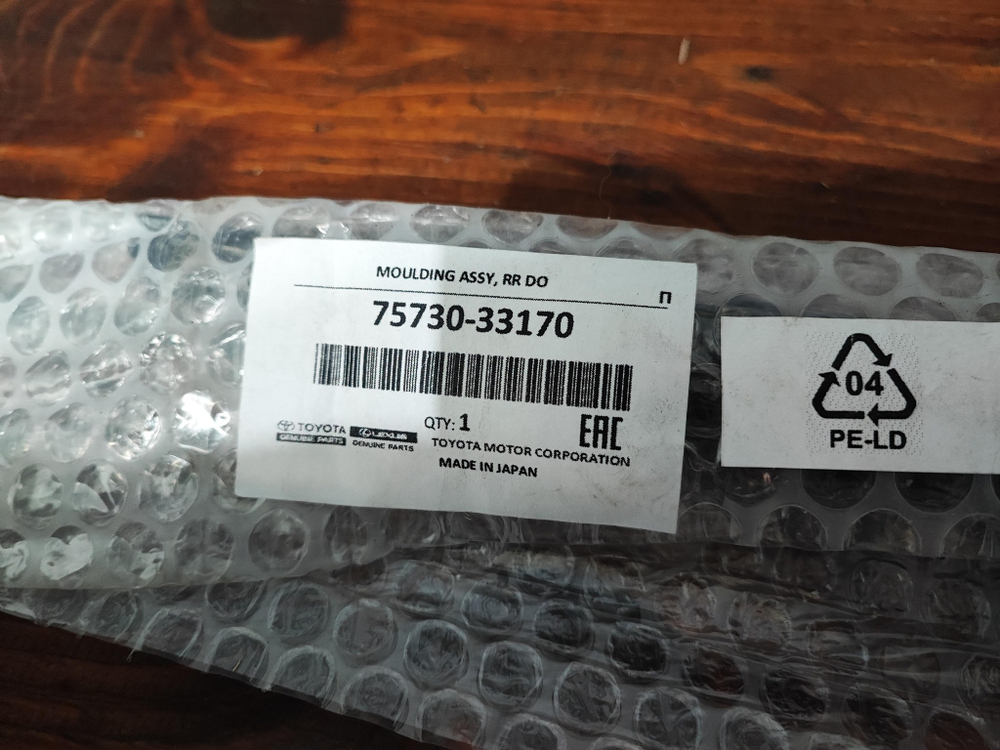 MOULDING ASSY, RR DO
П
75730-33170
QTY: 1
EAC
TOYOTA
GENUINE PARTS
LEXUS
GENUINE PARTS
TOYOTA MOTOR CORPORATION
MADE IN JAPAN
04
PE-LD